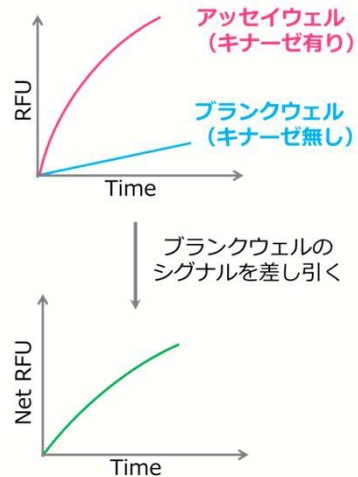 アッセイウェル
（キナーゼ有り）
RFU
ブランクウェル
（キナーゼ無し）
Time
ブランクウェルの
シグナルを差し引く
Net RFU
Time